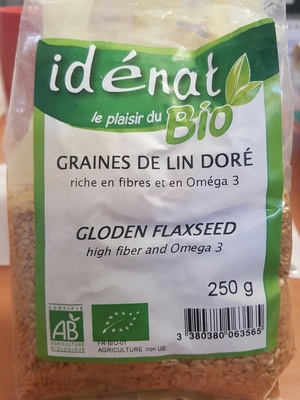 idénat
le plaisir du
Bio
GRAINES DE LIN DORÉ
riche en fibres et en Oméga 3
GLODEN FLAXSEED
high fiber and Omega 3
250 g
3 380380 063565
CERTIFIÉ
AB
AGRICULTURE
BIOLOGIQUE
FR-BIO-01
AGRICULTURE non UE